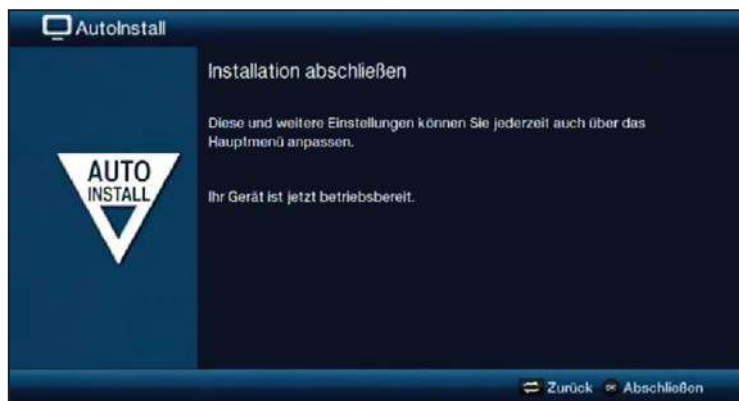 AutoInstall
Installation abschließen
Diese und weitere Einstellungen können Sie jederzeit auch über das
Hauptmenü anpassen.
AUTO
INSTALL
Ihr Gerät ist jetzt betriebsbereit.
Zurück OK Abschließen